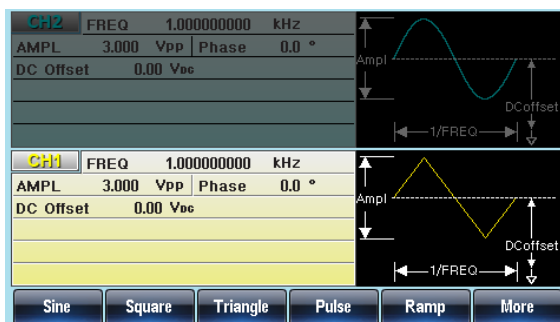 CH2 FREQ 1.000000000 kHz
AMPL 3.000 Vpp Phase 0.0 °
DC Offset 0.00 VDC
Ampl
DCoffset
1/FREQ
CH1 FREQ 1.000000000 kHz
AMPL 3.000 Vpp Phase 0.0 °
DC Offset 0.00 VDC
Ampl
DCoffset
1/FREQ
Sine Square Triangle Pulse Ramp More